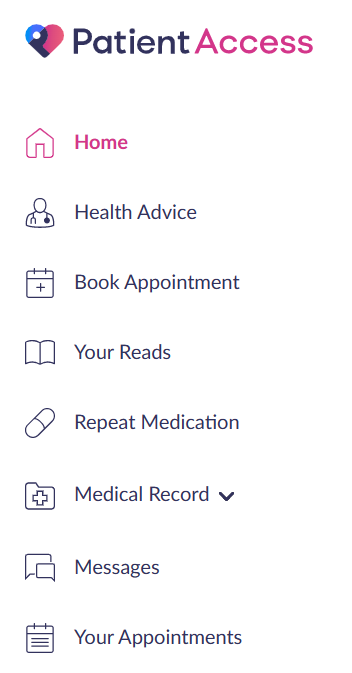 Patient Access
Home
Health Advice
Book Appointment
Your Reads
Repeat Medication
Medical Record
Messages
Your Appointments